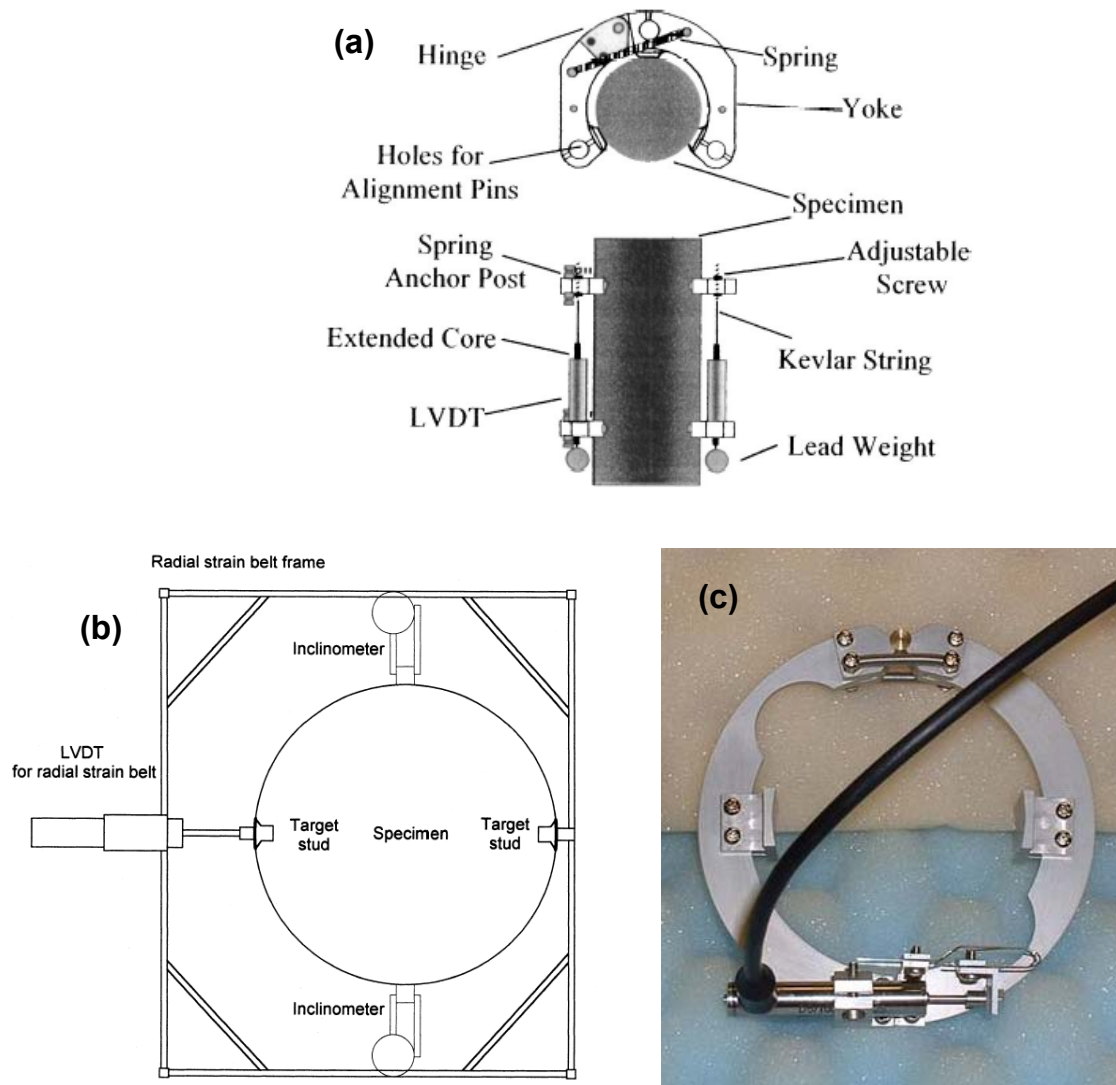 (a)
Hinge
Spring
Yoke
Holes for
Alignment Pins
Specimen
Spring
Anchor Post
Adjustable
Screw
Extended Core
Kevlar String
LVDT
Lead Weight
Radial strain belt frame
(b)
Inclinometer
LVDT
for radial strain belt
Target
stud
Specimen
Target
stud
Inclinometer
(c)